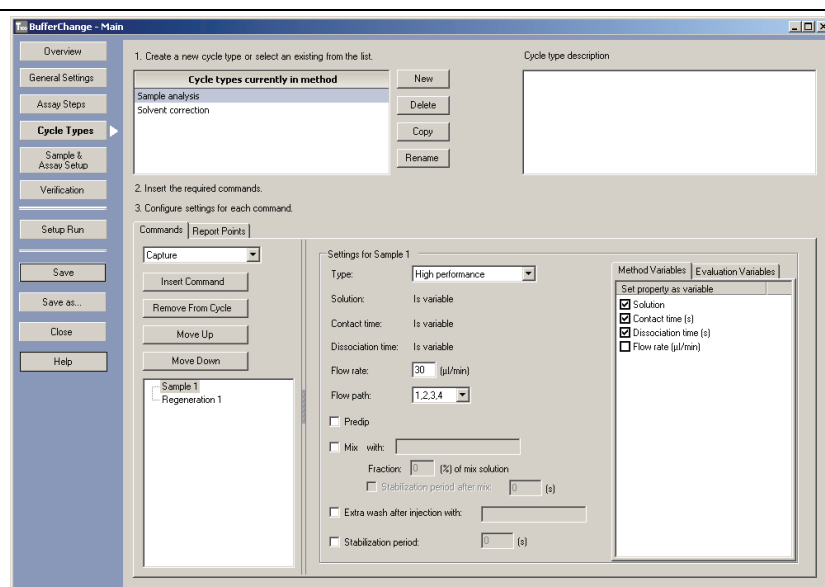 T100 BufferChange - Main
Overview
General Settings
Assay Steps
Cycle Types
Sample &
Assay Setup
Verification
Setup Run
Save
Save as...
Close
Help
1. Create a new cycle type or select an existing from the list.
Cycle types currently in method
Sample analysis
Solvent correction
New
Delete
Copy
Rename
Cycle type description
2. Insert the required commands.
3. Configure settings for each command.
Commands
Report Points
Capture
Insert Command
Remove From Cycle
Move Up
Move Down
Sample 1
Regeneration 1
Settings for Sample 1
Type: High performance
Solution: Is variable
Contact time: Is variable
Dissociation time: Is variable
Flow rate: 30 (µl/min)
Flow path: 1,2,3,4
Predip
Mix with:
Fraction: 0 (%) of mix solution
Stabilization period after mix: 0 (s)
Extra wash after injection with:
Stabilization period: 0 (s)
Method Variables
Evaluation Variables
Set property as variable
Solution
Contact time (s)
Dissociation time (s)
Flow rate (µl/min)